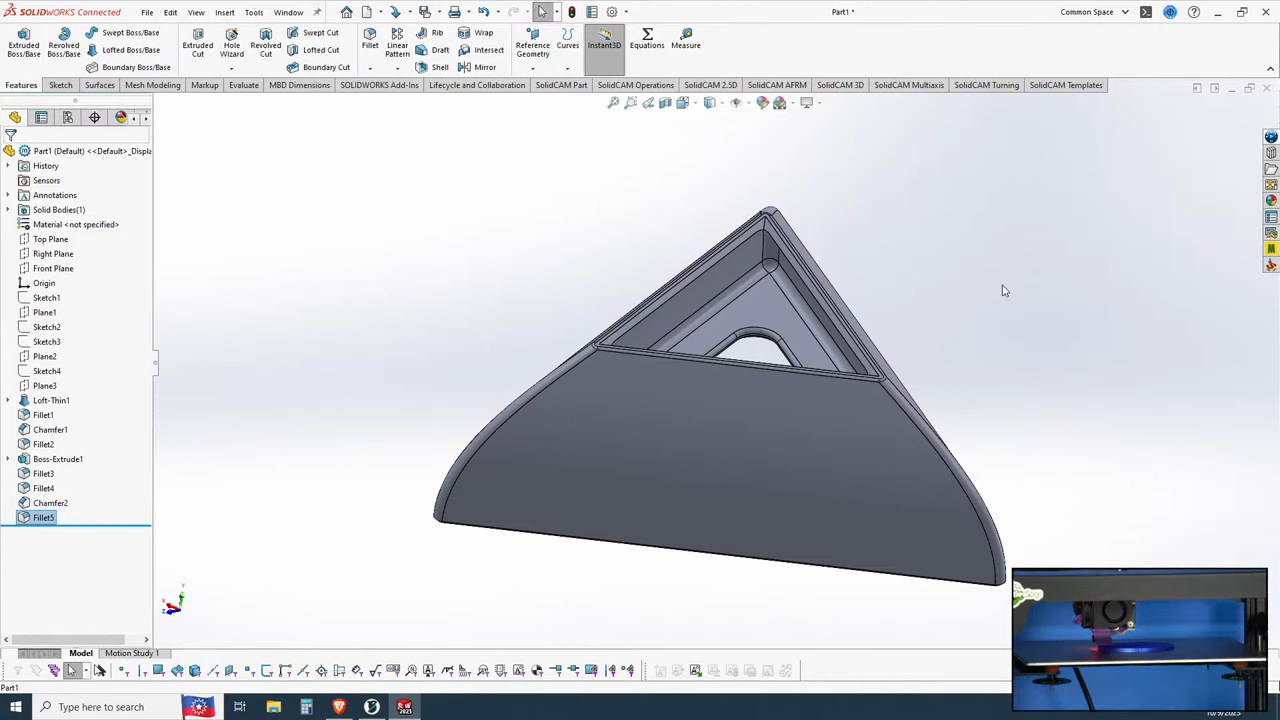 SOLIDWORKS Connected
File
Edit
View
Insert
Tools
Window
Part1 *
Common Space
Extruded Boss/Base
Revolved Boss/Base
Swept Boss/Base
Lofted Boss/Base
Boundary Boss/Base
Extruded Cut
Hole Wizard
Revolved Cut
Swept Cut
Lofted Cut
Boundary Cut
Fillet
Linear Pattern
Rib
Draft
Shell
Wrap
Intersect
Mirror
Reference Geometry
Curves
Instant3D
Equations
Measure
Features
Sketch
Surfaces
Sheet Metal
Mesh Modeling
Markup
Evaluate
MBD Dimensions
SOLIDWORKS Add-Ins
Lifecycle and Collaboration
SolidCAM Part
SolidCAM Operations
SolidCAM 2.5D
SolidCAM AFRM
SolidCAM 3D
SolidCAM Multiaxis
SolidCAM Turning
SolidCAM Templates
Part1 (Default) <<Default>_Displa
History
Sensors
Annotations
Solid Bodies(1)
Material <not specified>
Top Plane
Right Plane
Front Plane
Origin
Sketch1
Plane1
Sketch2
Sketch3
Plane2
Sketch4
Plane3
Loft-Thin1
Fillet1
Chamfer1
Fillet2
Boss-Extrude1
Fillet3
Fillet4
Chamfer2
Fillet5
Model
Motion Study 1
Part1
Type here to search